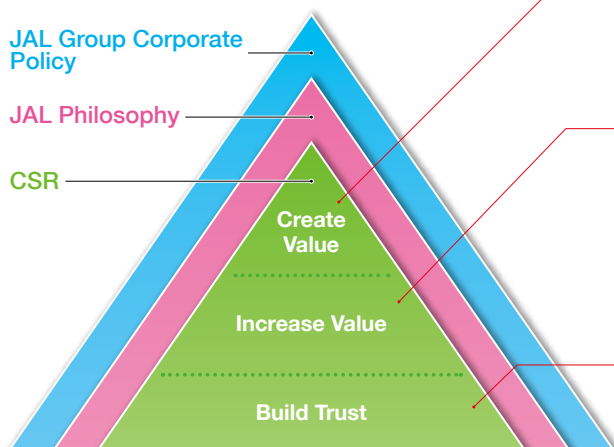 JAL Group Corporate
Policy
JAL Philosophy
CSR
Create
Value
Increase Value
Build Trust